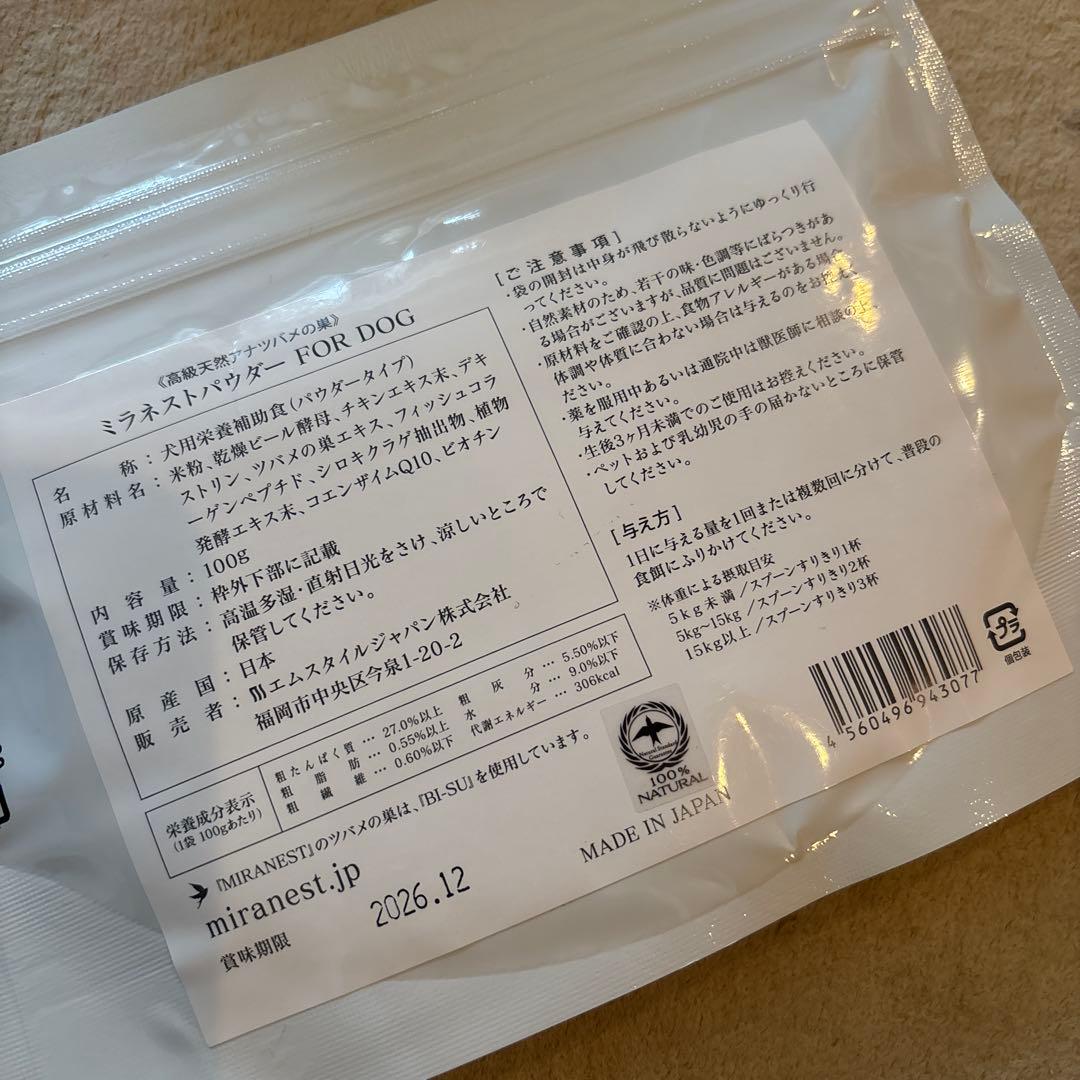 《高級天然アナツバメの巣》
ミラネストパウダー FOR DOG
名称：犬用栄養補助食(パウダータイプ)
原材料名：米粉、乾燥ビール酵母、チキンエキス末、デキ
ストリン、ツバメの巣エキス、フィッシュコラ
ーゲンペプチド、シロキクラゲ抽出物、植物
発酵エキス末、コエンザイムQ10、ビオチン
内容量：100g
賞味期限：枠外下部に記載
保存方法：高温多湿・直射日光をさけ、涼しいところで
保管してください。
原産国：日本
販売者：エムスタイルジャパン株式会社
福岡市中央区今泉1-20-2
栄養成分表示
(1袋 100gあたり)
粗たんぱく質 … 27.0%以上 粗灰分 … 5.50%以下
粗脂肪 … 0.55%以上 水分 … 9.0%以下
粗繊維 … 0.60%以下 代謝エネルギー … 306kcal
『MIRANEST』のツバメの巣は、『BI-SU』を使用しています。
miranest.jp
賞味期限
2026.12
[ご注意事項]
・袋の開封は中身が飛び散らないようにゆっくり行
ってください。
・自然素材のため、若干の味・色調等にばらつきがあ
る場合がございますが、品質に問題はございません。
・原材料をご確認の上、食物アレルギーがある場合、
体調や体質に合わない場合は与えるのをお控えく
ださい。
・薬を服用中あるいは通院中は獣医師に相談の上、
与えてください。
・生後3ヶ月未満でのご使用はお控えください。
・ペットおよび乳幼児の手の届かないところに保管
してください。
[与え方]
1日に与える量を1回または複数回に分けて、普段の
食餌にふりかけてください。
※体重による摂取目安
5kg未満/スプーンすりきり1杯
5kg～15kg/スプーンすりきり2杯
15kg以上/スプーンすりきり3杯
プラ
個包装
4560496943077
Natural Standard
Guarantee
100%
NATURAL
MADE IN JAPAN